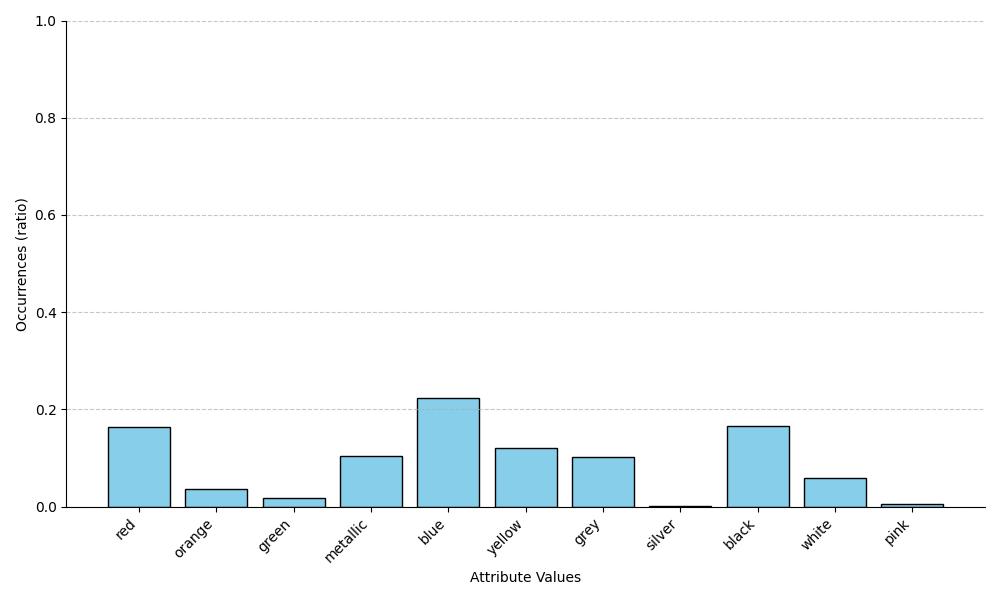 1.0
0.8
0.6
0.4
0.2
0.0
Occurrences (ratio)
red
orange
green
metallic
blue
yellow
grey
silver
black
white
pink
Attribute Values